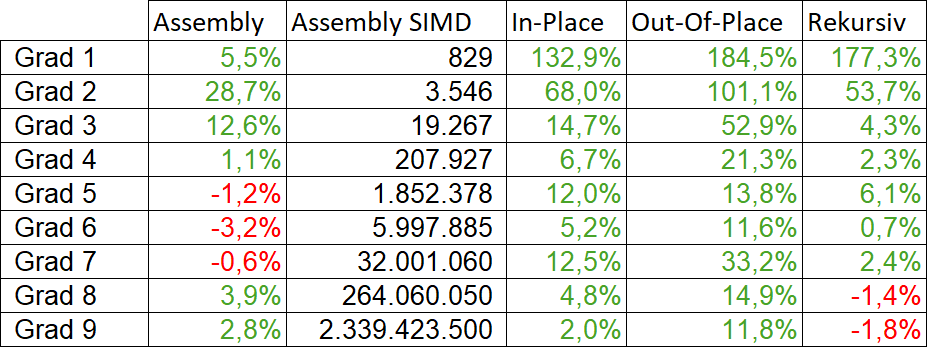 Assembly Assembly SIMD In-Place Out-Of-Place Rekursiv
Grad 1 5,5% 829 132,9% 184,5% 177,3%
Grad 2 28,7% 3.546 68,0% 101,1% 53,7%
Grad 3 12,6% 19.267 14,7% 52,9% 4,3%
Grad 4 1,1% 207.927 6,7% 21,3% 2,3%
Grad 5 -1,2% 1.852.378 12,0% 13,8% 6,1%
Grad 6 -3,2% 5.997.885 5,2% 11,6% 0,7%
Grad 7 -0,6% 32.001.060 12,5% 33,2% 2,4%
Grad 8 3,9% 264.060.050 4,8% 14,9% -1,4%
Grad 9 2,8% 2.339.423.500 2,0% 11,8% -1,8%